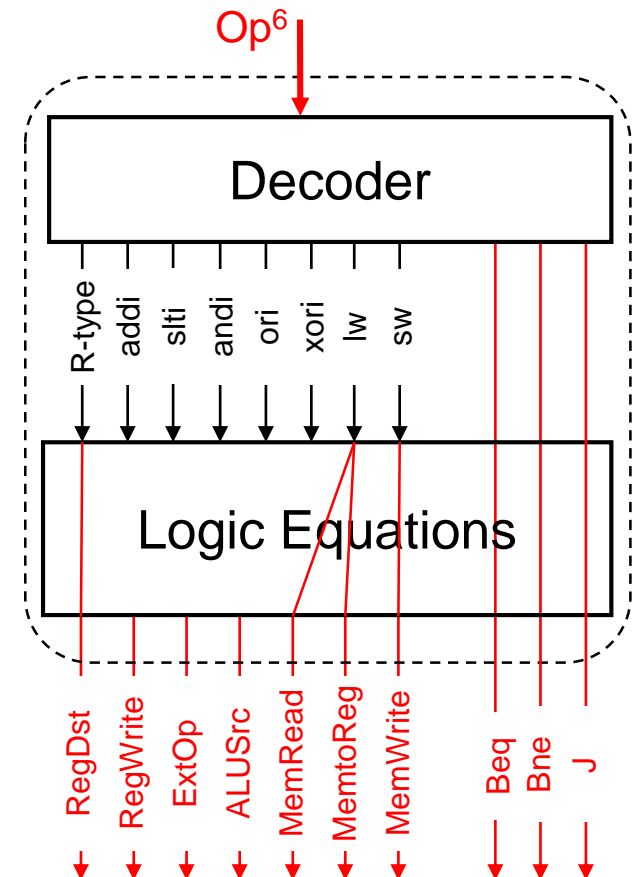 Op⁶
Decoder
R-type
addi
slti
andi
ori
xori
lw
sw
Logic Equations
RegDst
RegWrite
ExtOp
ALUSrc
MemRead
MemtoReg
MemWrite
Beq
Bne
J